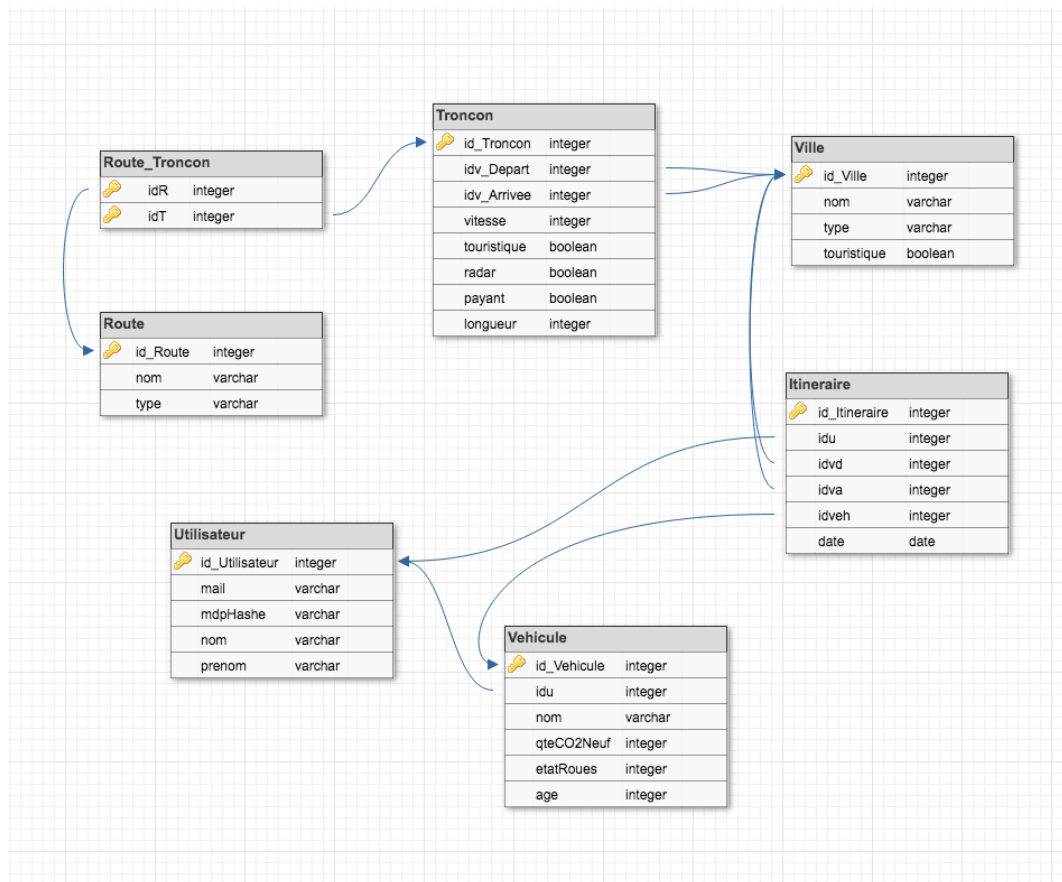 Troncon
id_Troncon integer
idv_Depart integer
idv_Arrivee integer
vitesse integer
touristique boolean
radar boolean
payant boolean
longueur integer
Ville
id_Ville integer
nom varchar
type varchar
touristique boolean
Route_Troncon
idR integer
idT integer
Route
id_Route integer
nom varchar
type varchar
Itineraire
id_Itineraire integer
idu integer
idvd integer
idva integer
idveh integer
date date
Utilisateur
id_Utilisateur integer
mail varchar
mdpHashe varchar
nom varchar
prenom varchar
Vehicule
id_Vehicule integer
idu integer
nom varchar
qteCO2Neuf integer
etatRoues integer
age integer